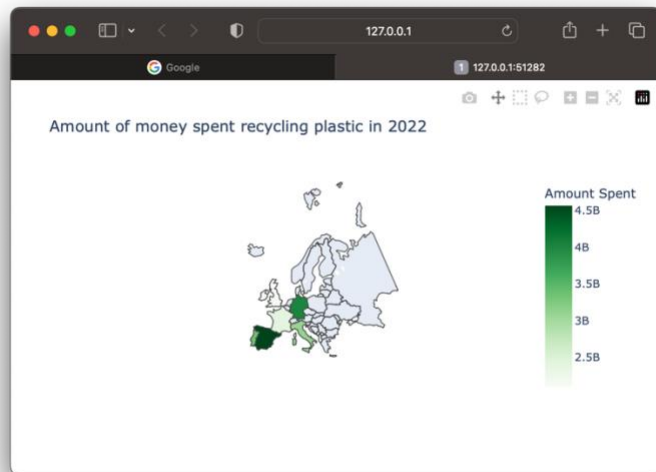 127.0.0.1
Google
1 127.0.0.1:51282
Amount of money spent recycling plastic in 2022
Amount Spent
4.5B
4B
3.5B
3B
2.5B